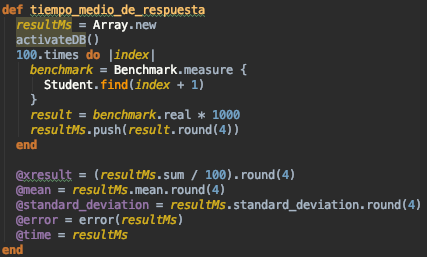 def tiempo_medio_de_respuesta
resultMs = Array.new
activateDB()
100.times do |index|
benchmark = Benchmark.measure {
Student.find(index + 1)
}
result = benchmark.real * 1000
resultMs.push(result.round(4))
end
@xresult = (resultMs.sum / 100).round(4)
@mean = resultMs.mean.round(4)
@standard_deviation = resultMs.standard_deviation.round(4)
@error = error(resultMs)
@time = resultMs
end